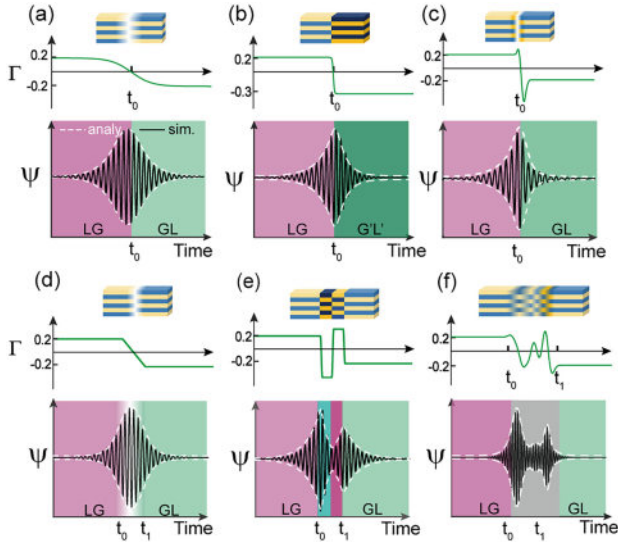 (a)
0.2
Γ
-0.2
t0
analy.
sim.
Ψ
LG
GL
t0
Time
(b)
0.2
-0.3
t0
Ψ
LG
G'L'
t0
Time
(c)
0.2
-0.2
t0
Ψ
LG
GL
t0
Time
(d)
0.2
Γ
-0.2
Ψ
LG
GL
t0
t1
Time
(e)
0.2
-0.2
Ψ
LG
GL
t0
t1
Time
(f)
0.2
-0.2
t0
t1
Ψ
LG
GL
t0
t1
Time